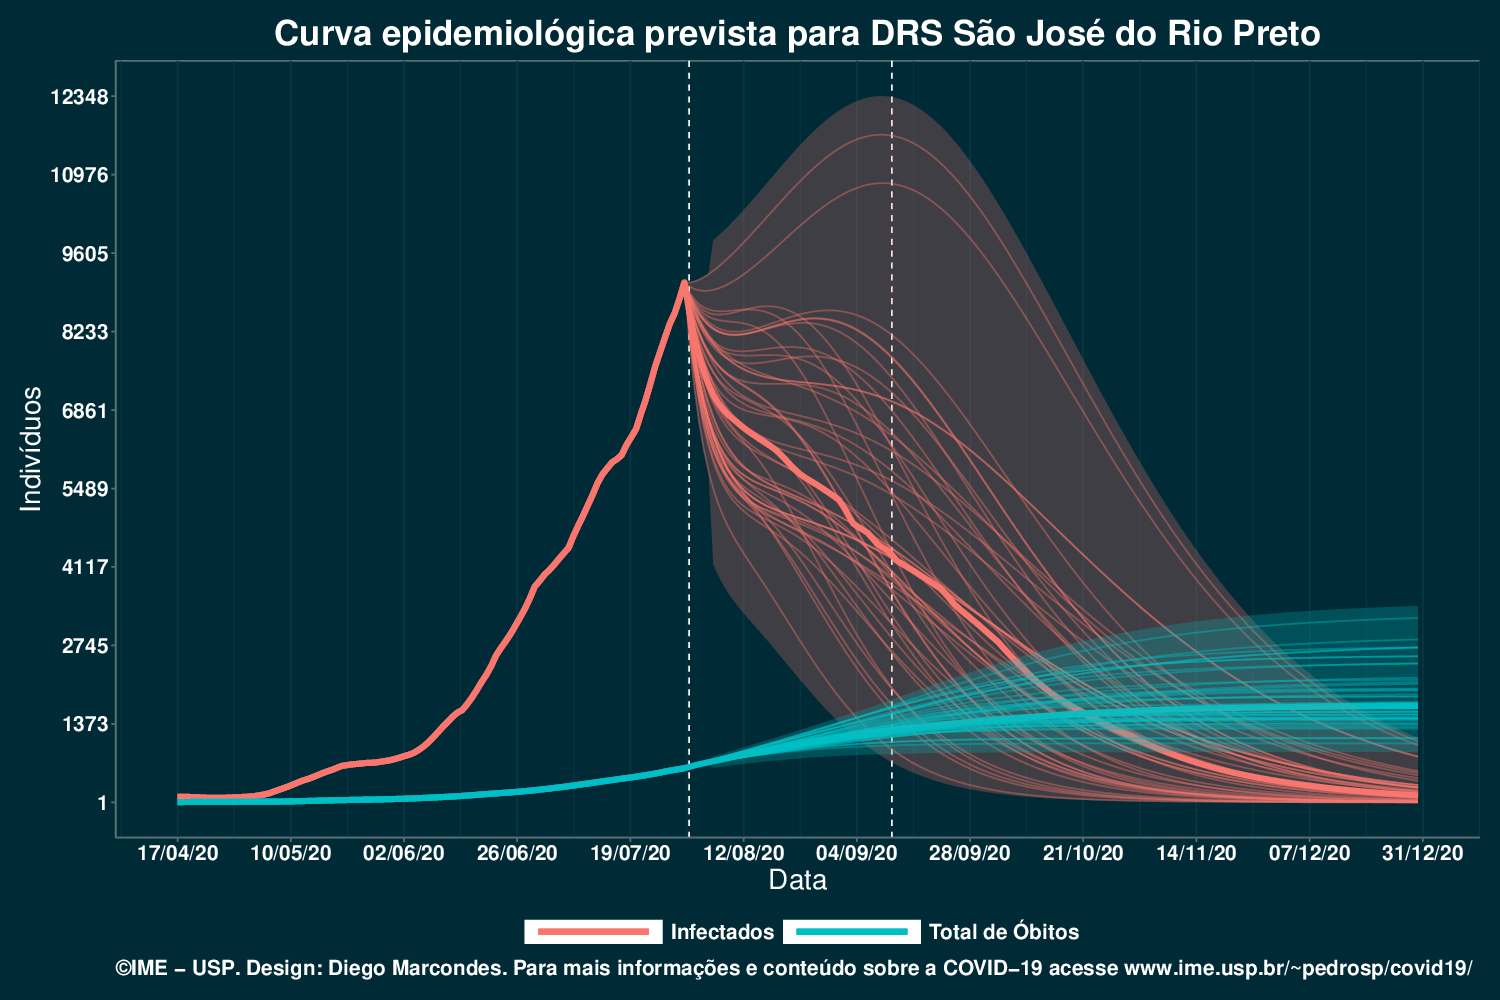 Curva epidemiológica prevista para DRS São José do Rio Preto
12348
10976
9605
8233
6861
5489
4117
2745
1373
1
Indivíduos
17/04/20 10/05/20 02/06/20 26/06/20 19/07/20 12/08/20 04/09/20 28/09/20 21/10/20 14/11/20 07/12/20 31/12/20
Data
Infectados Total de Óbitos
©IME − USP. Design: Diego Marcondes. Para mais informações e conteúdo sobre a COVID−19 acesse www.ime.usp.br/~pedrosp/covid19/